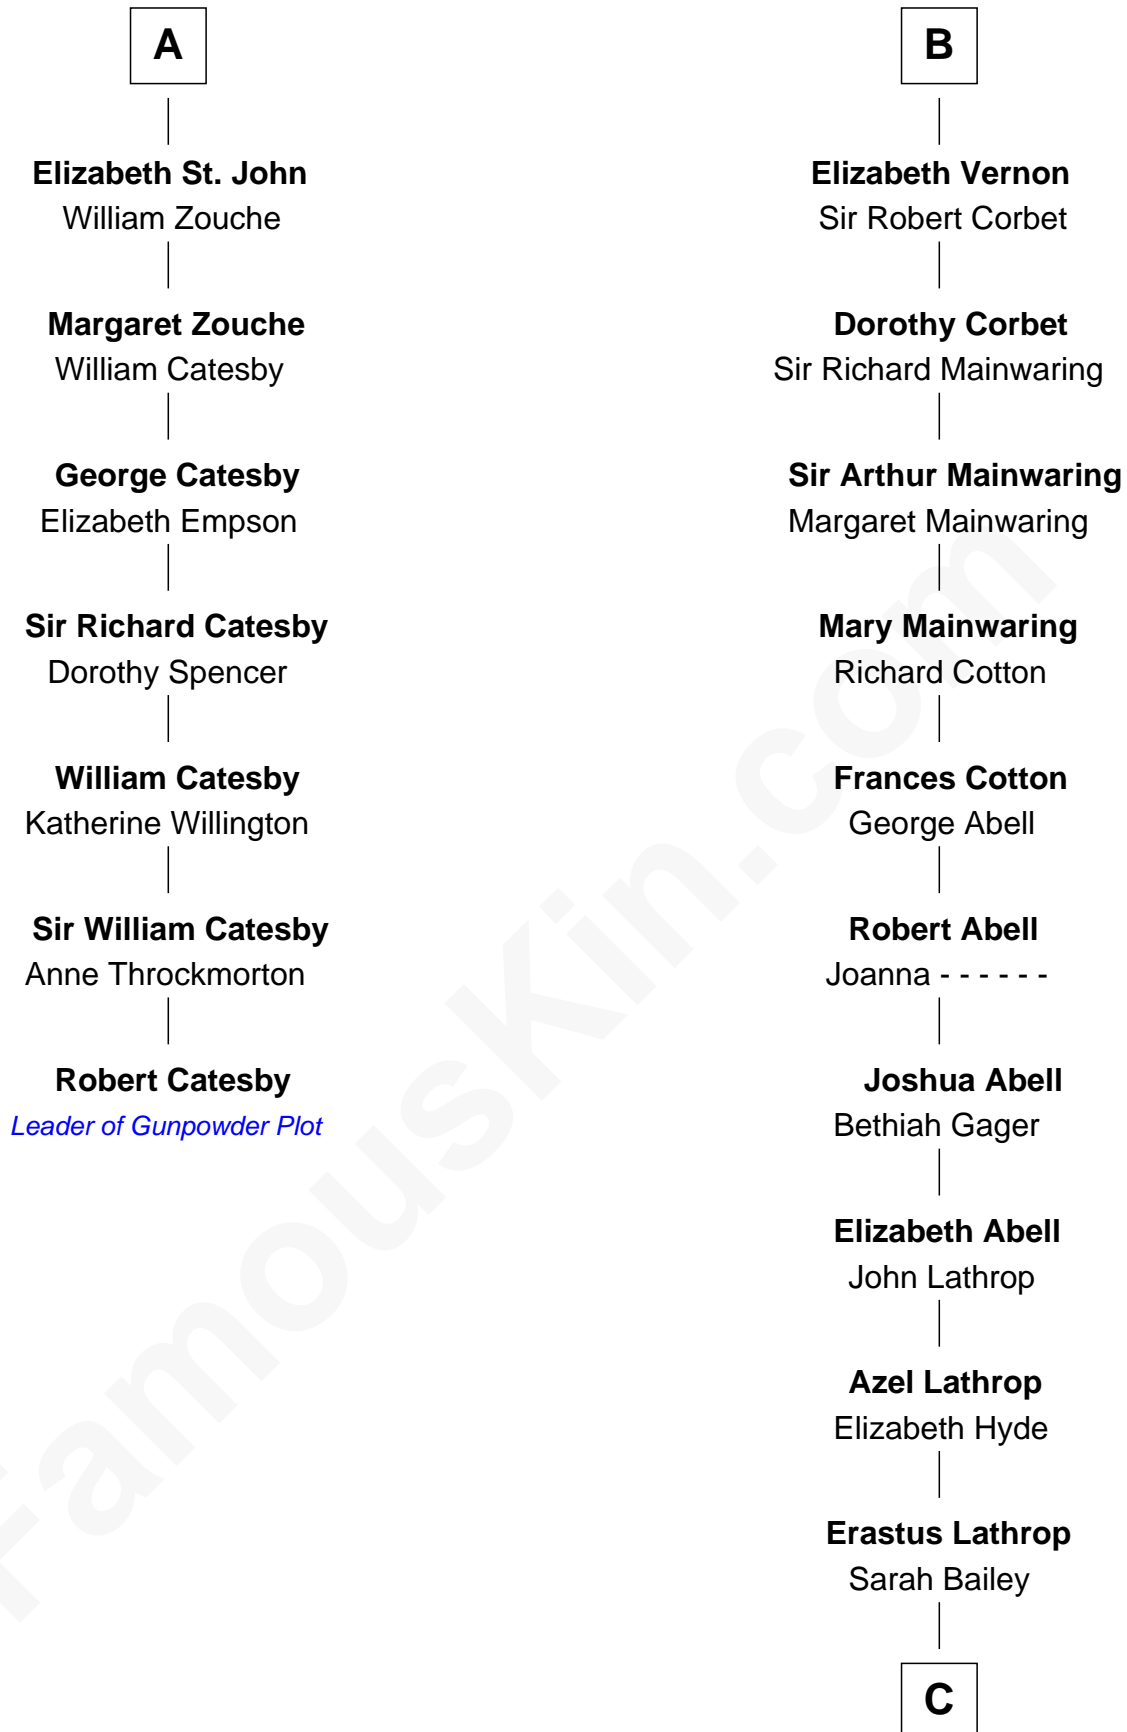 A
Elizabeth St. John
William Zouche
Margaret Zouche
William Catesby
George Catesby
Elizabeth Empson
Sir Richard Catesby
Dorothy Spencer
William Catesby
Katherine Willington
Sir William Catesby
Anne Throckmorton
Robert Catesby
Leader of Gunpowder Plot
B
Elizabeth Vernon
Sir Robert Corbet
Dorothy Corbet
Sir Richard Mainwaring
Sir Arthur Mainwaring
Margaret Mainwaring
Mary Mainwaring
Richard Cotton
Frances Cotton
George Abell
Robert Abell
Joanna - - - - - -
Joshua Abell
Bethiah Gager
Elizabeth Abell
John Lathrop
Azel Lathrop
Elizabeth Hyde
Erastus Lathrop
Sarah Bailey
C
FamousKin.com